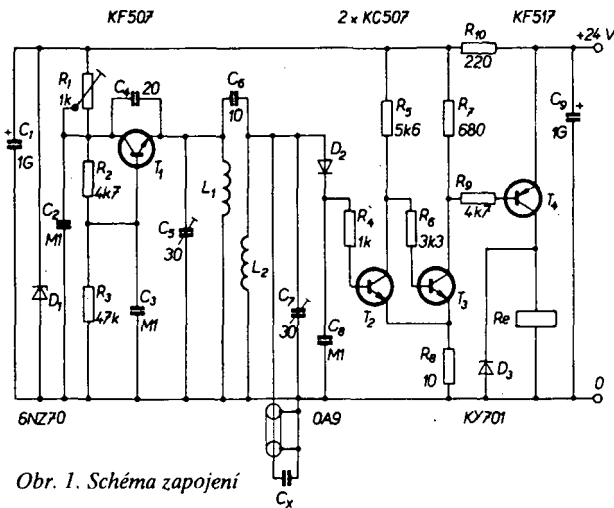 KF507 2 x KC507 KF517
R10 +24 V
220
R1 1k
C4 20
C6 10
C1 1G
T1
R5 5k6
R7 680
C9 1G
D2
R2 4k7
L1
R9 4k7
T4
C2 M1
C5 30
L2
R4 1k
R6 3k3
C7 30
D1
R3 47k
C3 M1
C8 M1
T2
T3
Re
R8 10
D3
6NZ70 0A9 KY701 0
Cx
Obr. 1. Schéma zapojení